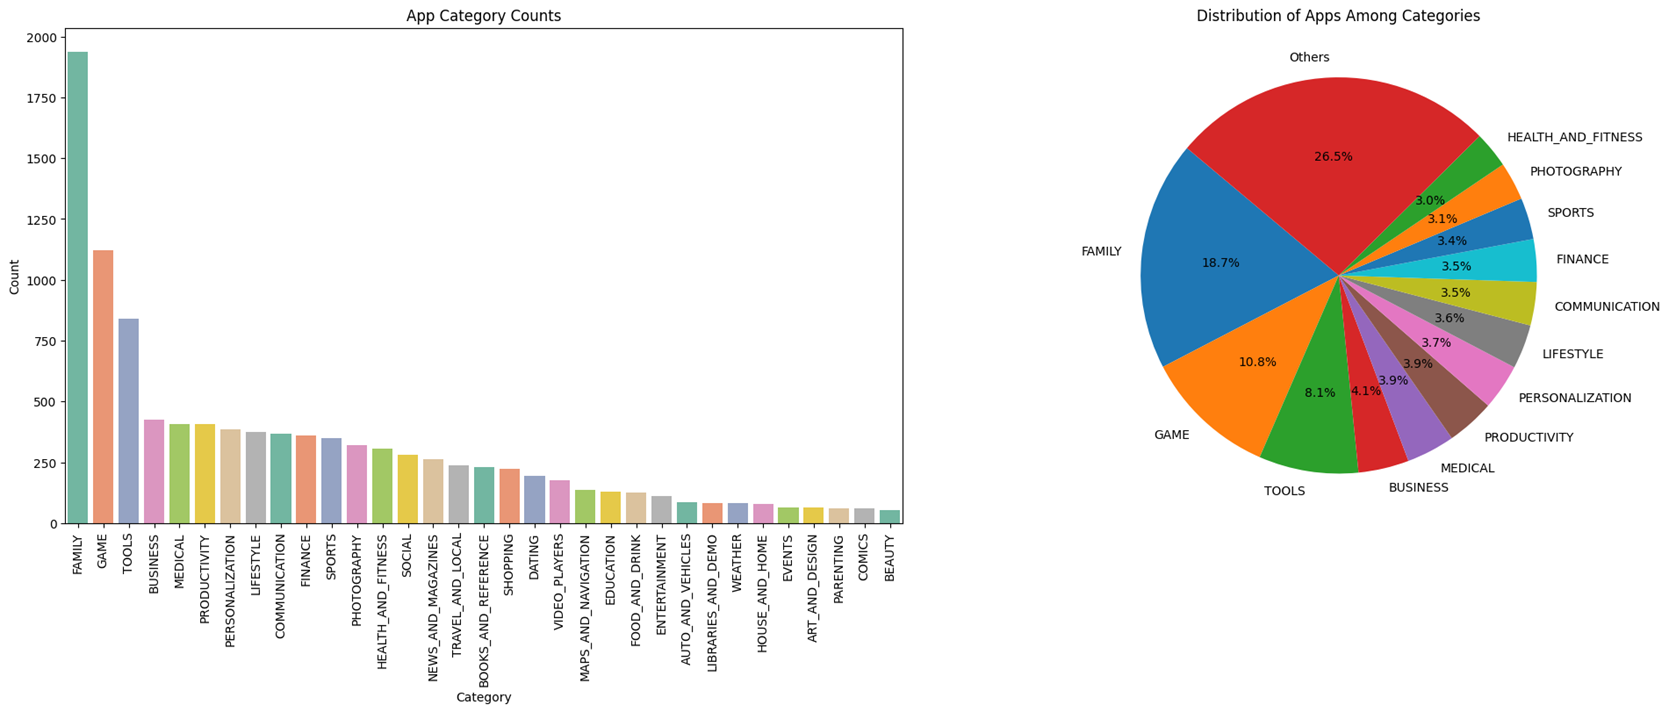 App Category Counts
2000
1750
1500
1250
1000
750
500
250
0
Count
FAMILY
GAME
TOOLS
BUSINESS
MEDICAL
PRODUCTIVITY
PERSONALIZATION
LIFESTYLE
COMMUNICATION
FINANCE
SPORTS
PHOTOGRAPHY
HEALTH_AND_FITNESS
SOCIAL
NEWS_AND_MAGAZINES
TRAVEL_AND_LOCAL
BOOKS_AND_REFERENCE
SHOPPING
DATING
VIDEO_PLAYERS
MAPS_AND_NAVIGATION
EDUCATION
FOOD_AND_DRINK
ENTERTAINMENT
AUTO_AND_VEHICLES
LIBRARIES_AND_DEMO
WEATHER
HOUSE_AND_HOME
EVENTS
ART_AND_DESIGN
PARENTING
COMICS
BEAUTY
Category
Distribution of Apps Among Categories
Others
26.5%
HEALTH_AND_FITNESS
3.0%
PHOTOGRAPHY
3.1%
SPORTS
3.4%
FINANCE
3.5%
COMMUNICATION
3.5%
LIFESTYLE
3.6%
PERSONALIZATION
3.7%
PRODUCTIVITY
3.9%
MEDICAL
3.9%
BUSINESS
4.1%
TOOLS
8.1%
GAME
10.8%
FAMILY
18.7%